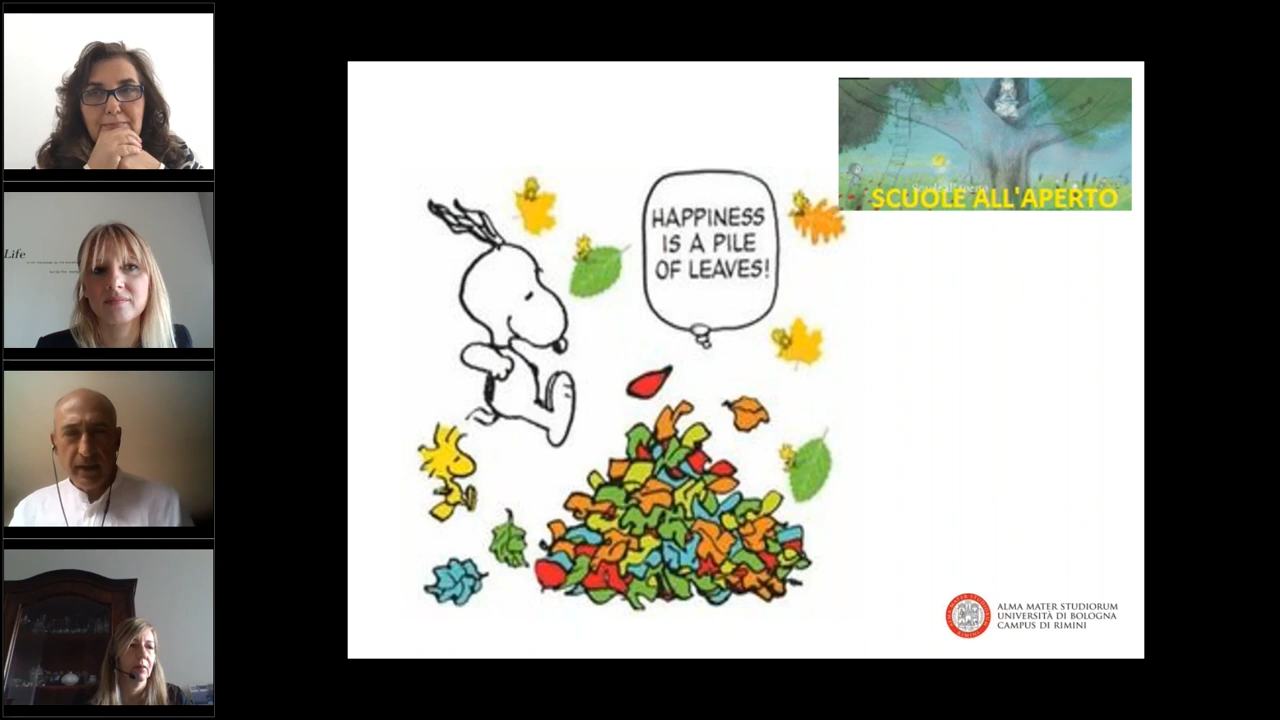 Life
HAPPINESS
IS A PILE
OF LEAVES!
SCUOLE ALL'APERTO
ALMA MATER STUDIORUM
UNIVERSITÀ DI BOLOGNA
CAMPUS DI RIMINI